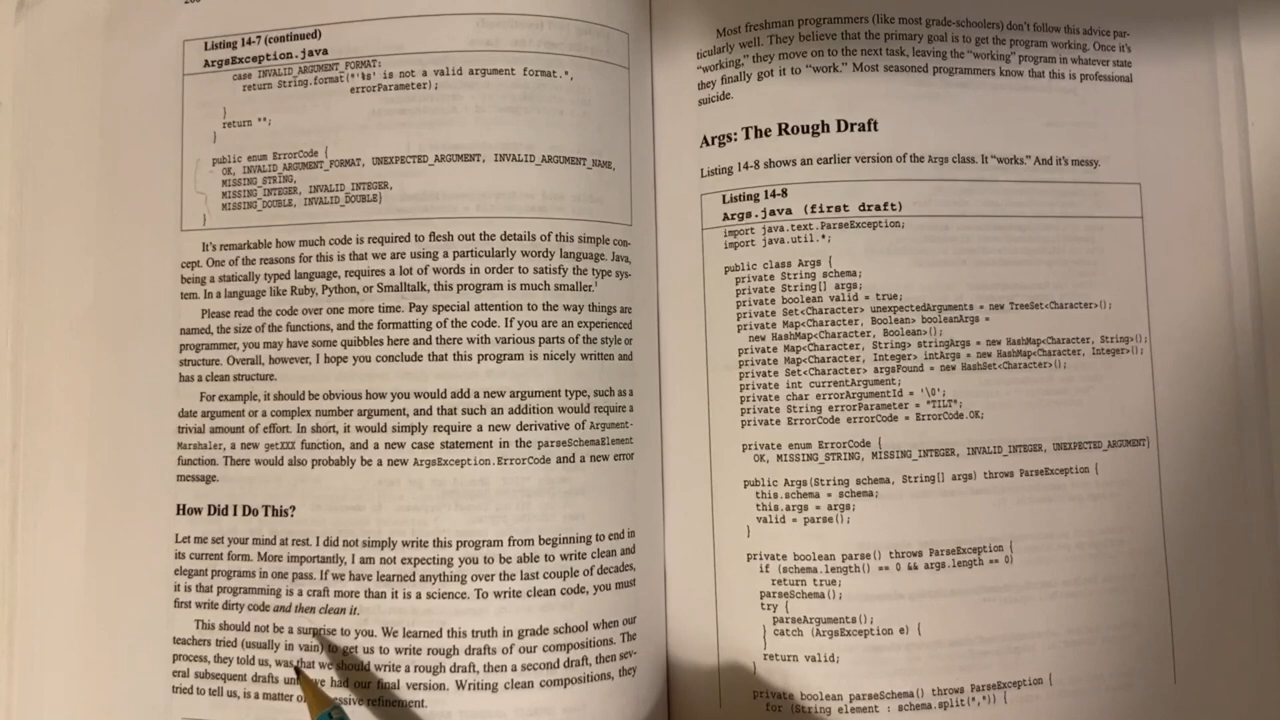 Listing 14-7 (continued)
ArgsException.java
case INVALID_ARGUMENT_FORMAT:
return String.format("'%s' is not a valid argument format.",
errorParameter);
}
return "";
}
public enum ErrorCode {
OK, INVALID_ARGUMENT_FORMAT, UNEXPECTED_ARGUMENT, INVALID_ARGUMENT_NAME,
MISSING_STRING,
MISSING_INTEGER, INVALID_INTEGER,
MISSING_DOUBLE, INVALID_DOUBLE}
}
It's remarkable how much code is required to flesh out the details of this simple con-
cept. One of the reasons for this is that we are using a particularly wordy language. Java,
being a statically typed language, requires a lot of words in order to satisfy the type sys-
tem. In a language like Ruby, Python, or Smalltalk, this program is much smaller.¹
Please read the code over one more time. Pay special attention to the way things are
named, the size of the functions, and the formatting of the code. If you are an experienced
programmer, you may have some quibbles here and there with various parts of the style or
structure. Overall, however, I hope you conclude that this program is nicely written and
has a clean structure.
For example, it should be obvious how you would add a new argument type, such as a
date argument or a complex number argument, and that such an addition would require a
trivial amount of effort. In short, it would simply require a new derivative of Argument-
Marshaler, a new getXXX function, and a new case statement in the parseSchemaElement
function. There would also probably be a new ArgsException.ErrorCode and a new error
message.
How Did I Do This?
Let me set your mind at rest. I did not simply write this program from beginning to end in
its current form. More importantly, I am not expecting you to be able to write clean and
elegant programs in one pass. If we have learned anything over the last couple of decades,
it is that programming is a craft more than it is a science. To write clean code, you must
first write dirty code and then clean it.
This should not be a surprise to you. We learned this truth in grade school when our
teachers tried (usually in vain) to get us to write rough drafts of our compositions. The
process, they told us, was that we should write a rough draft, then a second draft, then sev-
eral subsequent drafts we had our final version. Writing clean compositions, they
tried to tell us, is a matter refinement.
Most freshman programmers (like most grade-schoolers) don't follow this advice par-
ticularly well. They believe that the primary goal is to get the program working. Once it's
"working," they move on to the next task, leaving the "working" program in whatever state
they finally got it to "work." Most seasoned programmers know that this is professional
suicide.
Args: The Rough Draft
Listing 14-8 shows an earlier version of the Args class. It "works." And it's messy.
Listing 14-8
Args.java (first draft)
import java.text.ParseException;
import java.util.*;
public class Args {
private String schema;
private String[] args;
private boolean valid = true;
private Set<Character> unexpectedArguments = new TreeSet<Character>();
private Map<Character, Boolean> booleanArgs =
new HashMap<Character, Boolean>();
private Map<Character, String> stringArgs = new HashMap<Character, String>();
private Map<Character, Integer> intArgs = new HashMap<Character, Integer>();
private Set<Character> argsFound = new HashSet<Character>();
private int currentArgument;
private char errorArgumentId = '\0';
private String errorParameter = "TILT";
private ErrorCode errorCode = ErrorCode.OK;
private enum ErrorCode {
OK, MISSING_STRING, MISSING_INTEGER, INVALID_INTEGER, UNEXPECTED_ARGUMENT}
public Args(String schema, String[] args) throws ParseException {
this.schema = schema;
this.args = args;
valid = parse();
}
private boolean parse() throws ParseException {
if (schema.length() == 0 && args.length == 0)
return true;
parseSchema();
try {
parseArguments();
} catch (ArgsException e) {
}
return valid;
}
private boolean parseSchema() throws ParseException {
for (String element : schema.split(",")) {